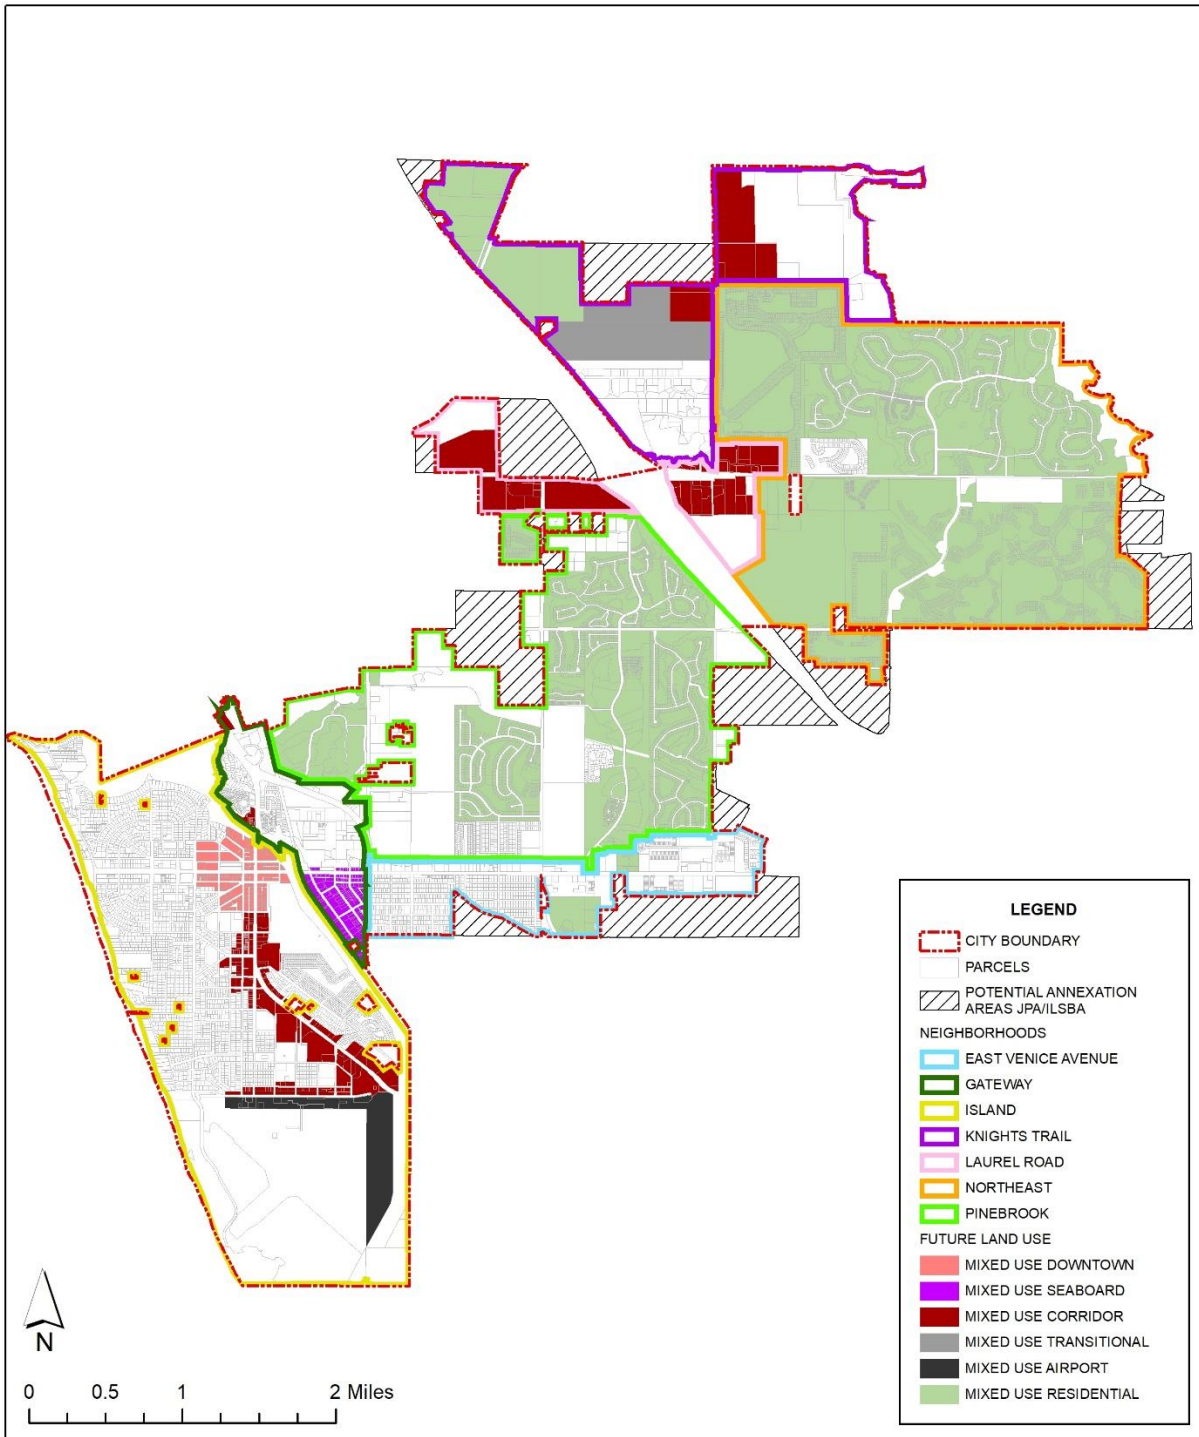 LEGEND
CITY BOUNDARY
PARCELS
POTENTIAL ANNEXATION
AREAS JPA/ILSBA
NEIGHBORHOODS
EAST VENICE AVENUE
GATEWAY
ISLAND
KNIGHTS TRAIL
LAUREL ROAD
NORTHEAST
PINEBROOK
FUTURE LAND USE
MIXED USE DOWNTOWN
MIXED USE SEABOARD
MIXED USE CORRIDOR
MIXED USE TRANSITIONAL
MIXED USE AIRPORT
MIXED USE RESIDENTIAL
N
0 0.5 1 2 Miles